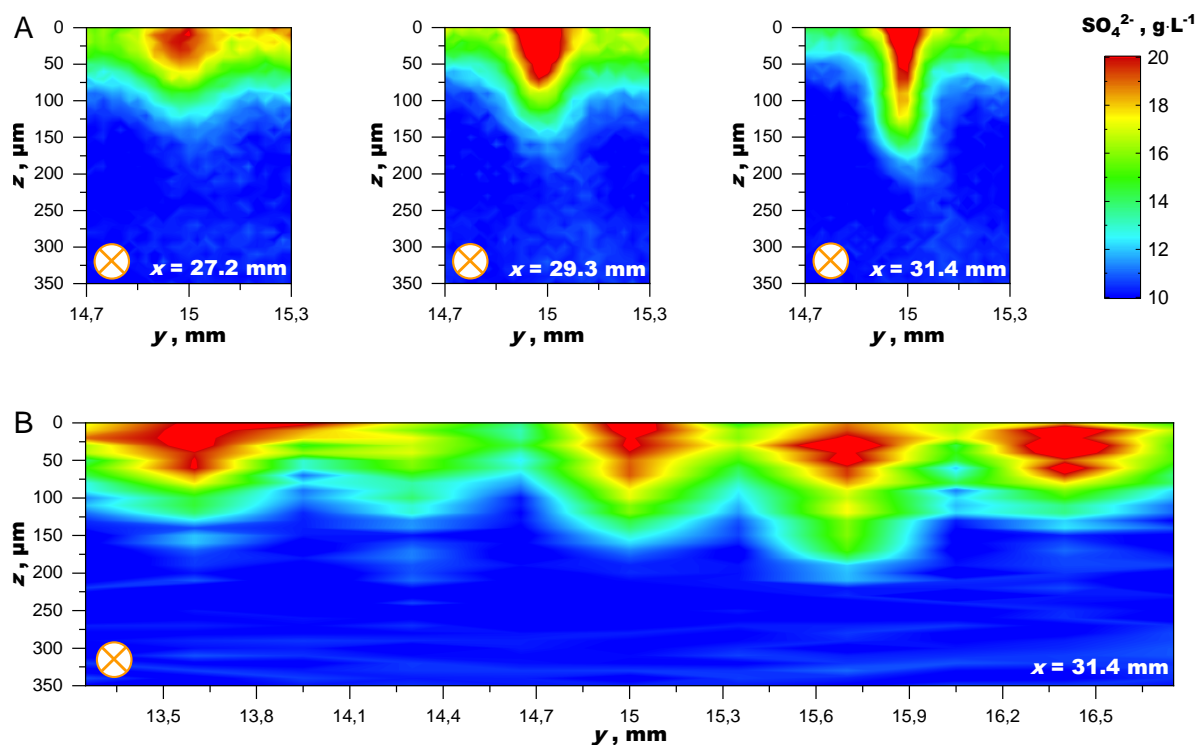 A
SO₄²⁻ , g·L⁻¹
0
50
100
150
200
250
300
350
z , µm
x = 27.2 mm
14,7 15 15,3
y , mm
0
50
100
150
200
250
300
350
z , µm
x = 29.3 mm
14,7 15 15,3
y , mm
0
50
100
150
200
250
300
350
z , µm
x = 31.4 mm
14,7 15 15,3
y , mm
20
18
16
14
12
10
B
0
50
100
150
200
250
300
350
z , µm
x = 31.4 mm
13,5 13,8 14,1 14,4 14,7 15 15,3 15,6 15,9 16,2 16,5
y , mm